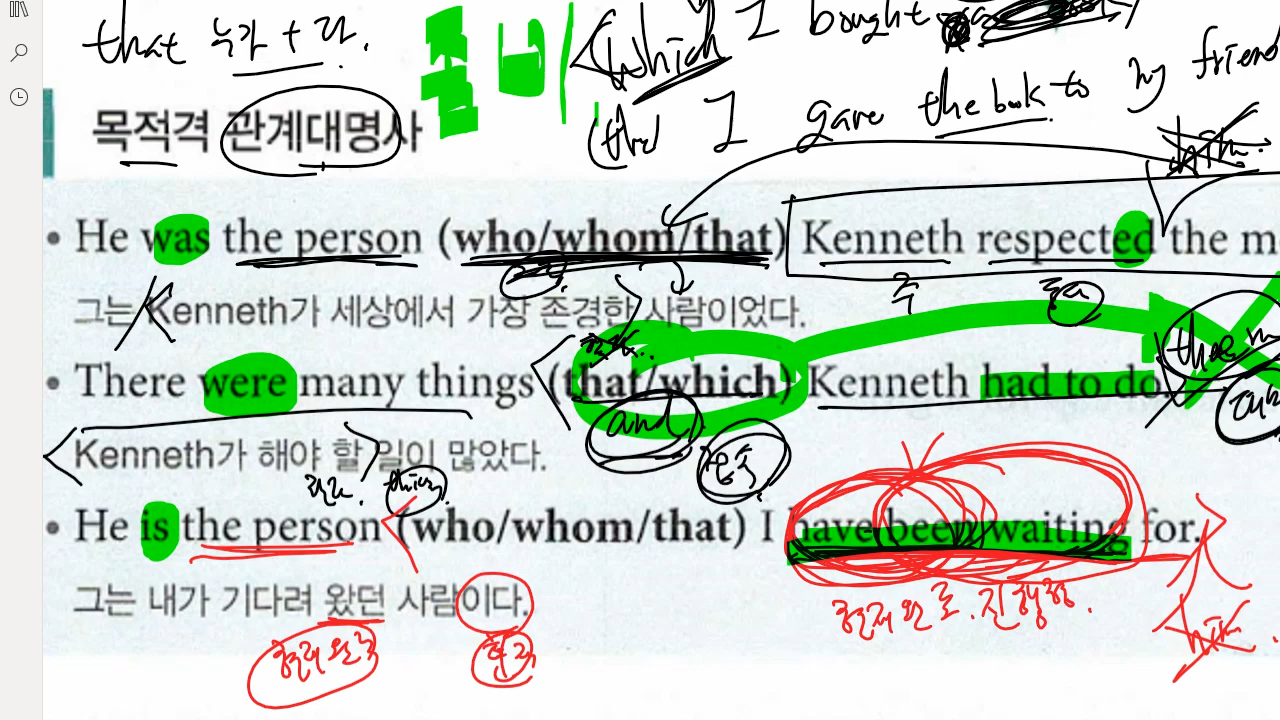 that 누가 + 다.
(which I bought
(that I gave the book to my friend
목적격 관계대명사
him.
• He was the person (who/whom/that) Kenneth respected the m
그는 Kenneth가 세상에서 가장 존경한 사람이었다.
주 동사
• There were many things (that/which) Kenneth had to do.
and
Kenneth가 해야 할 일이 많았다.
things
• He is the person (who/whom/that) I have been waiting for.
그는 내가 기다려 왔던 사람이다.
현재완료 진행형.
him.
현재완료
현재